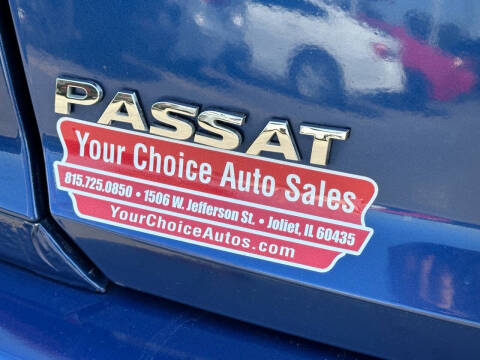 PASSAT
Your Choice Auto Sales
815.725.0850 • 1506 W. Jefferson St. • Joliet, IL 60435
YourChoiceAutos.com